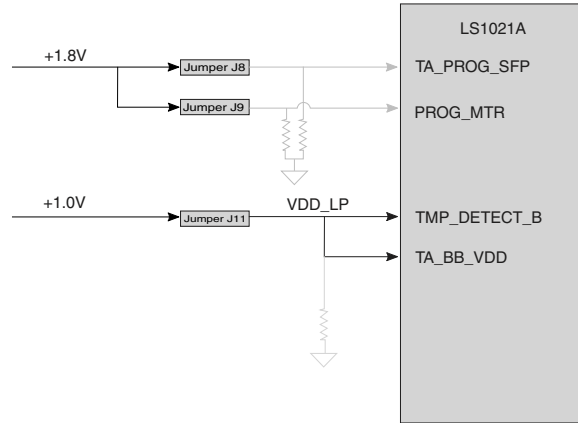 LS1021A
+1.8V
Jumper J8
TA_PROG_SFP
Jumper J9
PROG_MTR
+1.0V
Jumper J11
VDD_LP
TMP_DETECT_B
TA_BB_VDD